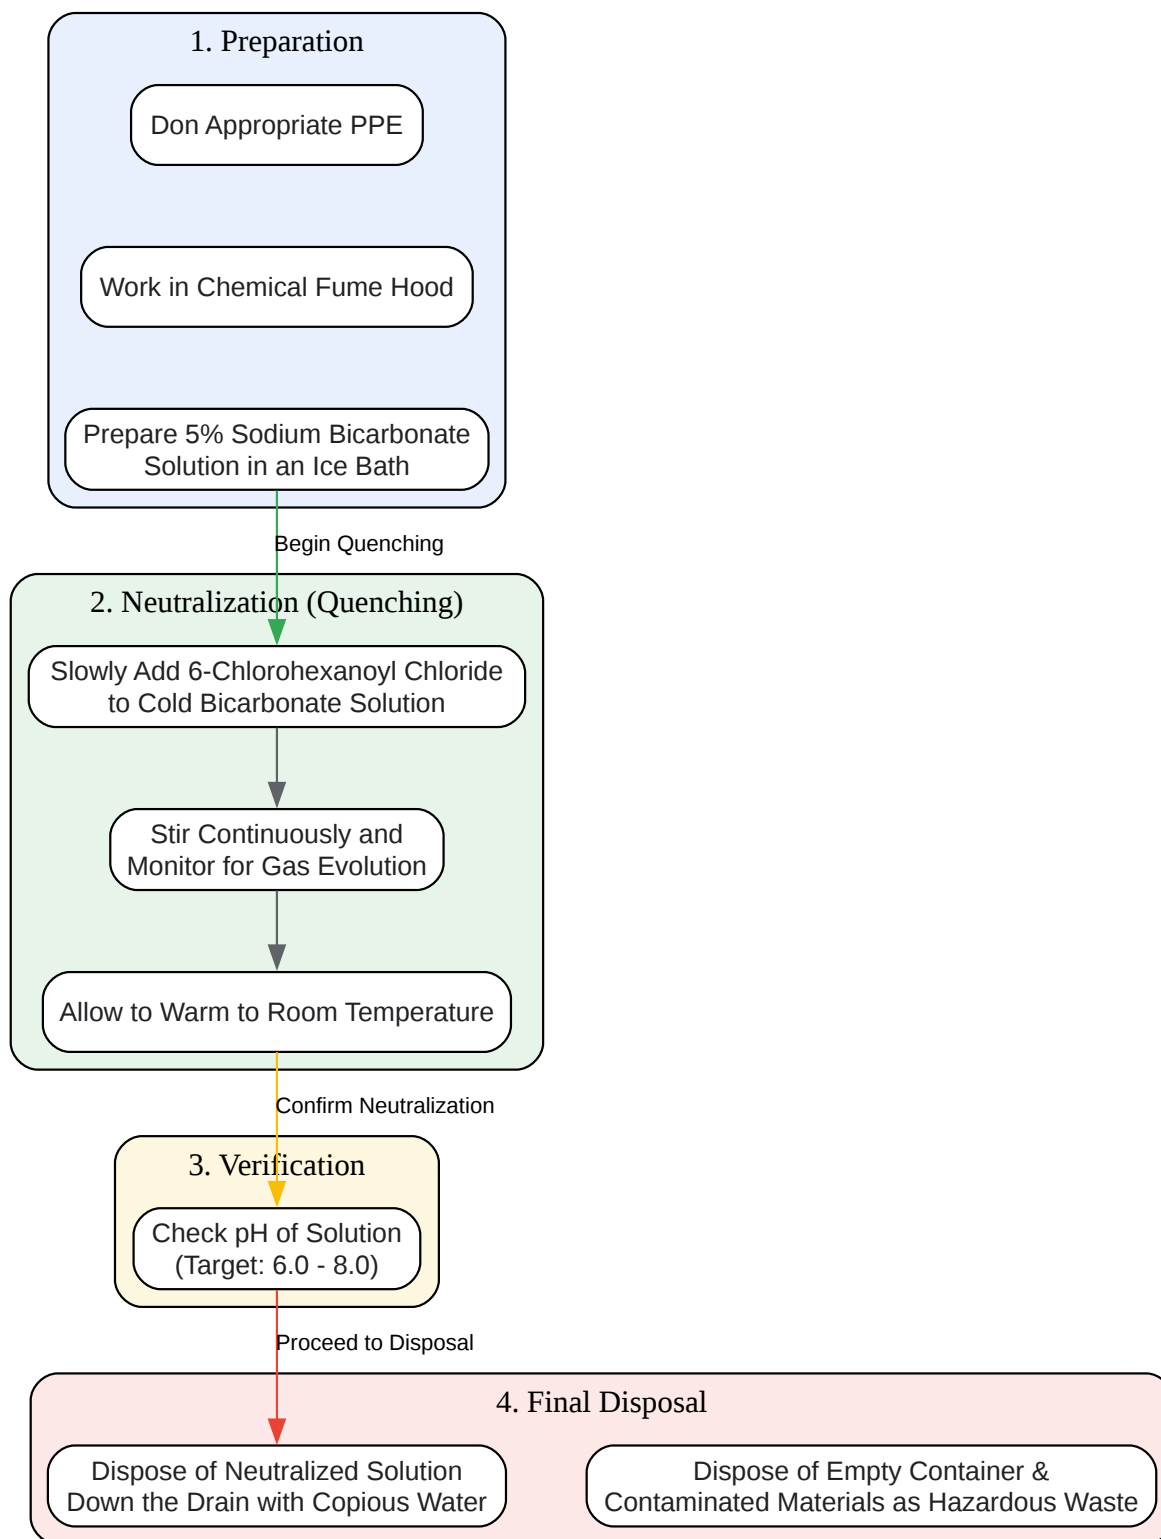 1. Preparation
Don Appropriate PPE
Work in Chemical Fume Hood
Prepare 5% Sodium Bicarbonate
Solution in an Ice Bath
Begin Quenching
2. Neutralization (Quenching)
Slowly Add 6-Chlorohexanoyl Chloride
to Cold Bicarbonate Solution
Stir Continuously and
Monitor for Gas Evolution
Allow to Warm to Room Temperature
Confirm Neutralization
3. Verification
Check pH of Solution
(Target: 6.0 - 8.0)
Proceed to Disposal
4. Final Disposal
Dispose of Neutralized Solution
Down the Drain with Copious Water
Dispose of Empty Container &
Contaminated Materials as Hazardous Waste